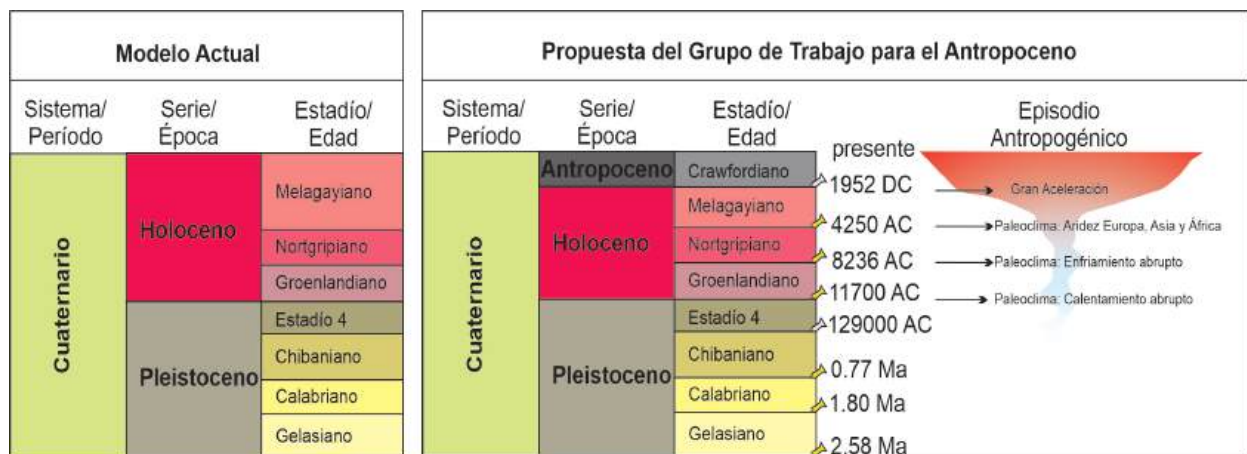 Modelo Actual
Sistema/
Período
Serie/
Época
Estadío/
Edad
Cuaternario
Holoceno
Pleistoceno
Melagayiano
Nortgripiano
Groenlandiano
Estadío 4
Chibaniano
Calabriano
Gelasiano
Propuesta del Grupo de Trabajo para el Antropoceno
Sistema/
Período
Serie/
Época
Estadío/
Edad
Episodio
Antropogénico
Cuaternario
Antropoceno
Holoceno
Pleistoceno
Crawfordiano
Melagayiano
Nortgripiano
Groenlandiano
Estadío 4
Chibaniano
Calabriano
Gelasiano
presente
1952 DC
4250 AC
8236 AC
11700 AC
129000 AC
0.77 Ma
1.80 Ma
2.58 Ma
Gran Aceleración
Paleoclima: Aridez Europa, Asia y África
Paleoclima: Enfriamiento abrupto
Paleoclima: Calentamiento abrupto